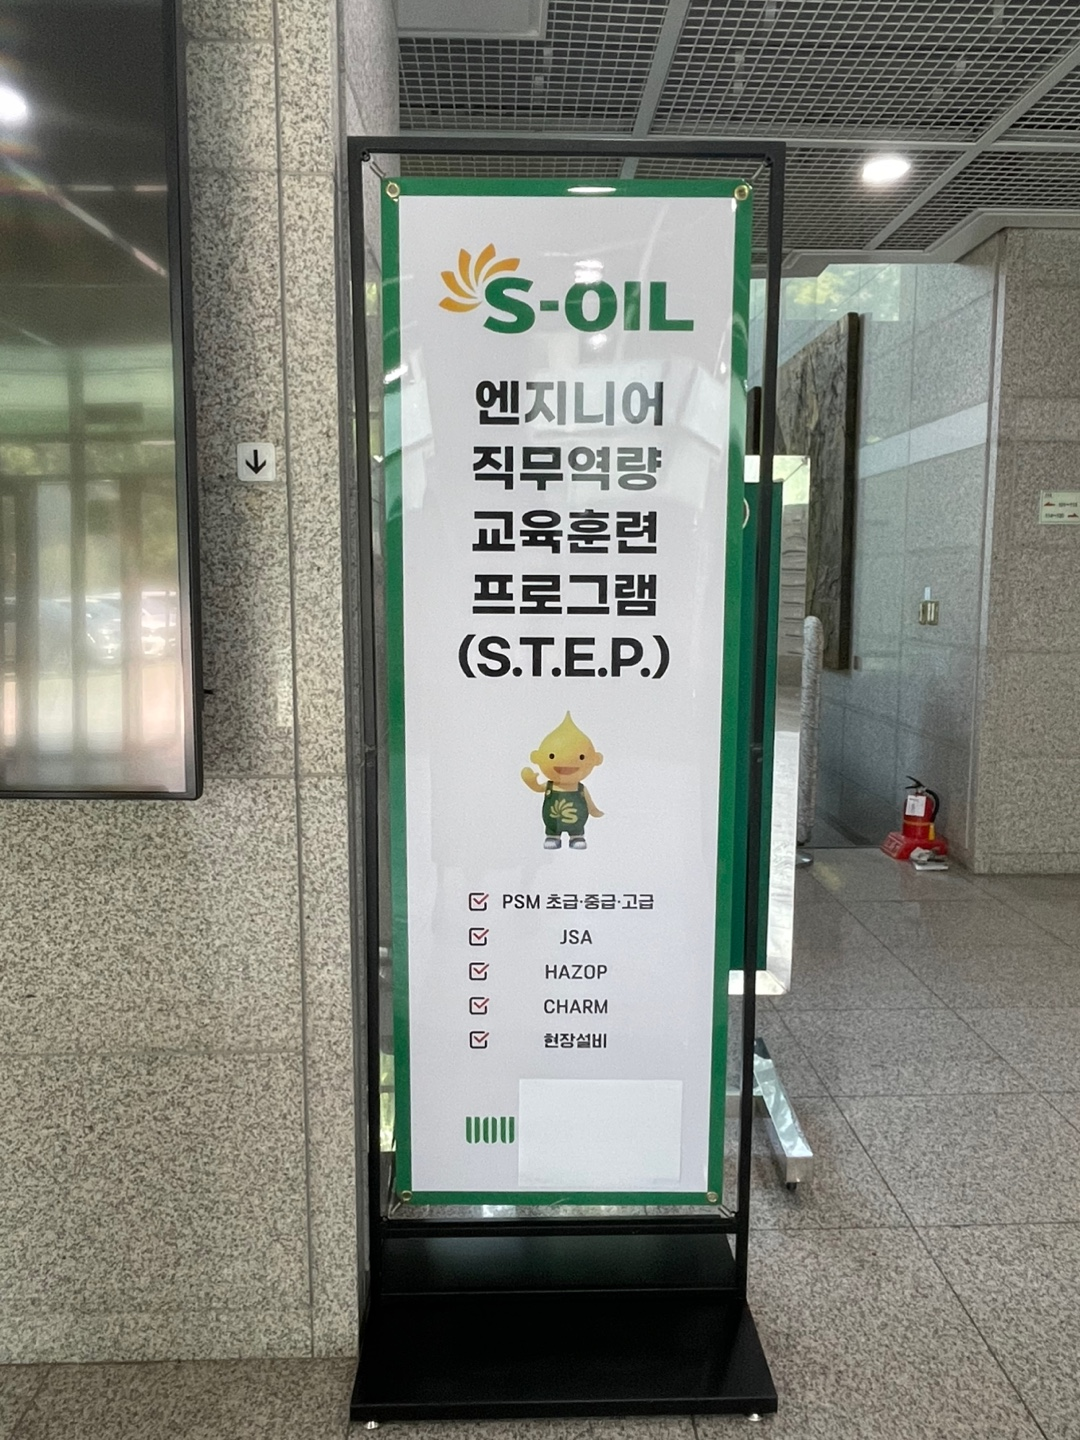 S-OIL
엔지니어
직무역량
교육훈련
프로그램
(S.T.E.P.)
S
PSM 초급·중급·고급
JSA
HAZOP
CHARM
현장설비
UOU